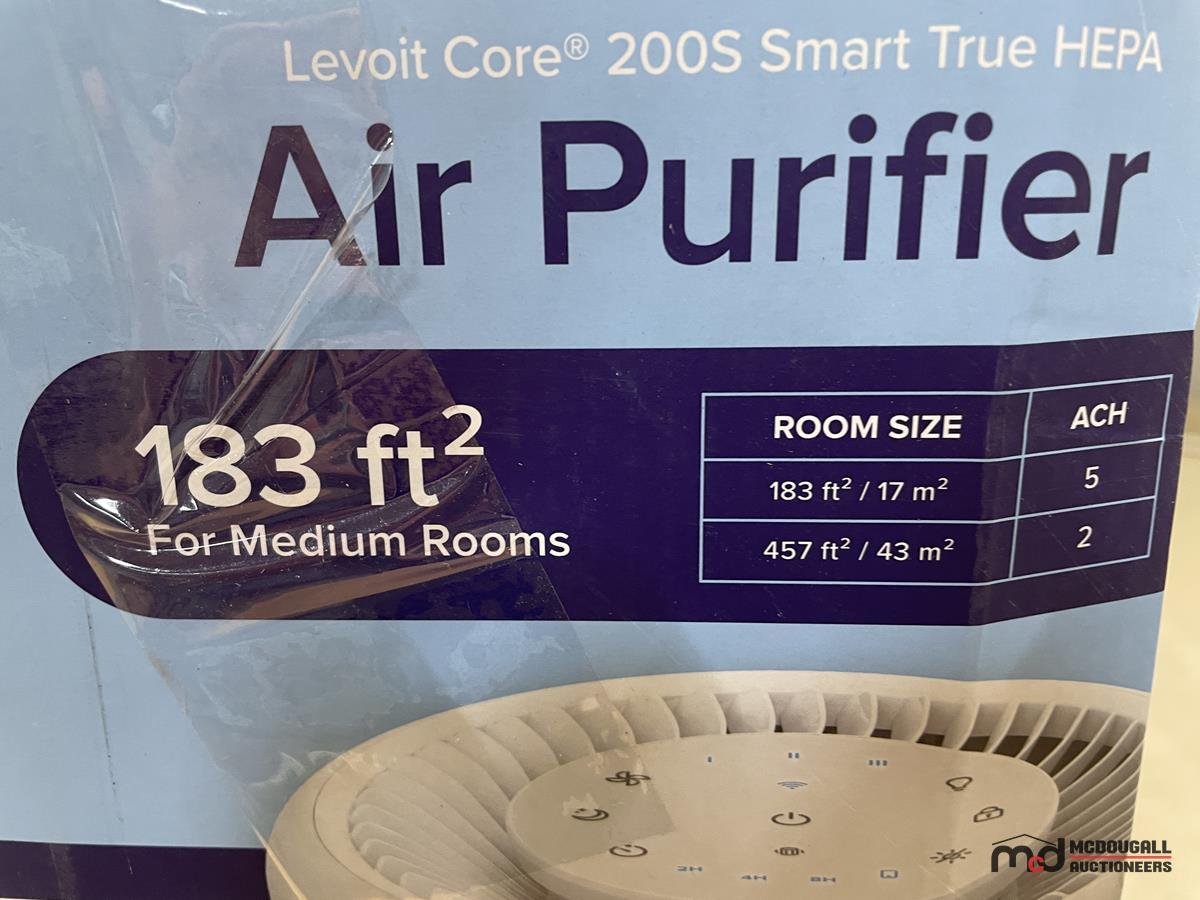 Levoit Core® 200S Smart True HEPA
Air Purifier
183 ft²
For Medium Rooms
ROOM SIZE ACH
183 ft² / 17 m² 5
457 ft² / 43 m² 2
I II III
2H 4H 8H
mcd MCDOUGALL
AUCTIONEERS